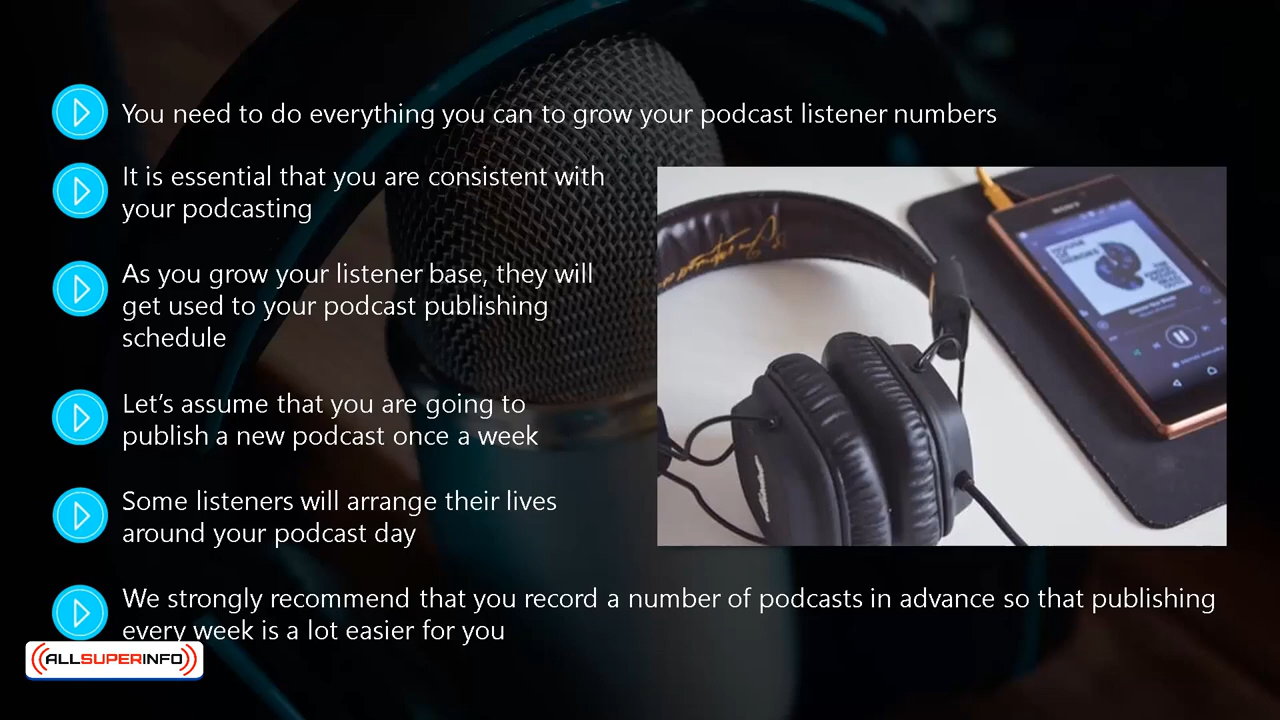 You need to do everything you can to grow your podcast listener numbers
It is essential that you are consistent with
your podcasting
As you grow your listener base, they will
get used to your podcast publishing
schedule
Let's assume that you are going to
publish a new podcast once a week
Some listeners will arrange their lives
around your podcast day
We strongly recommend that you record a number of podcasts in advance so that publishing
every week is a lot easier for you
ALLSUPERINFO
SONY